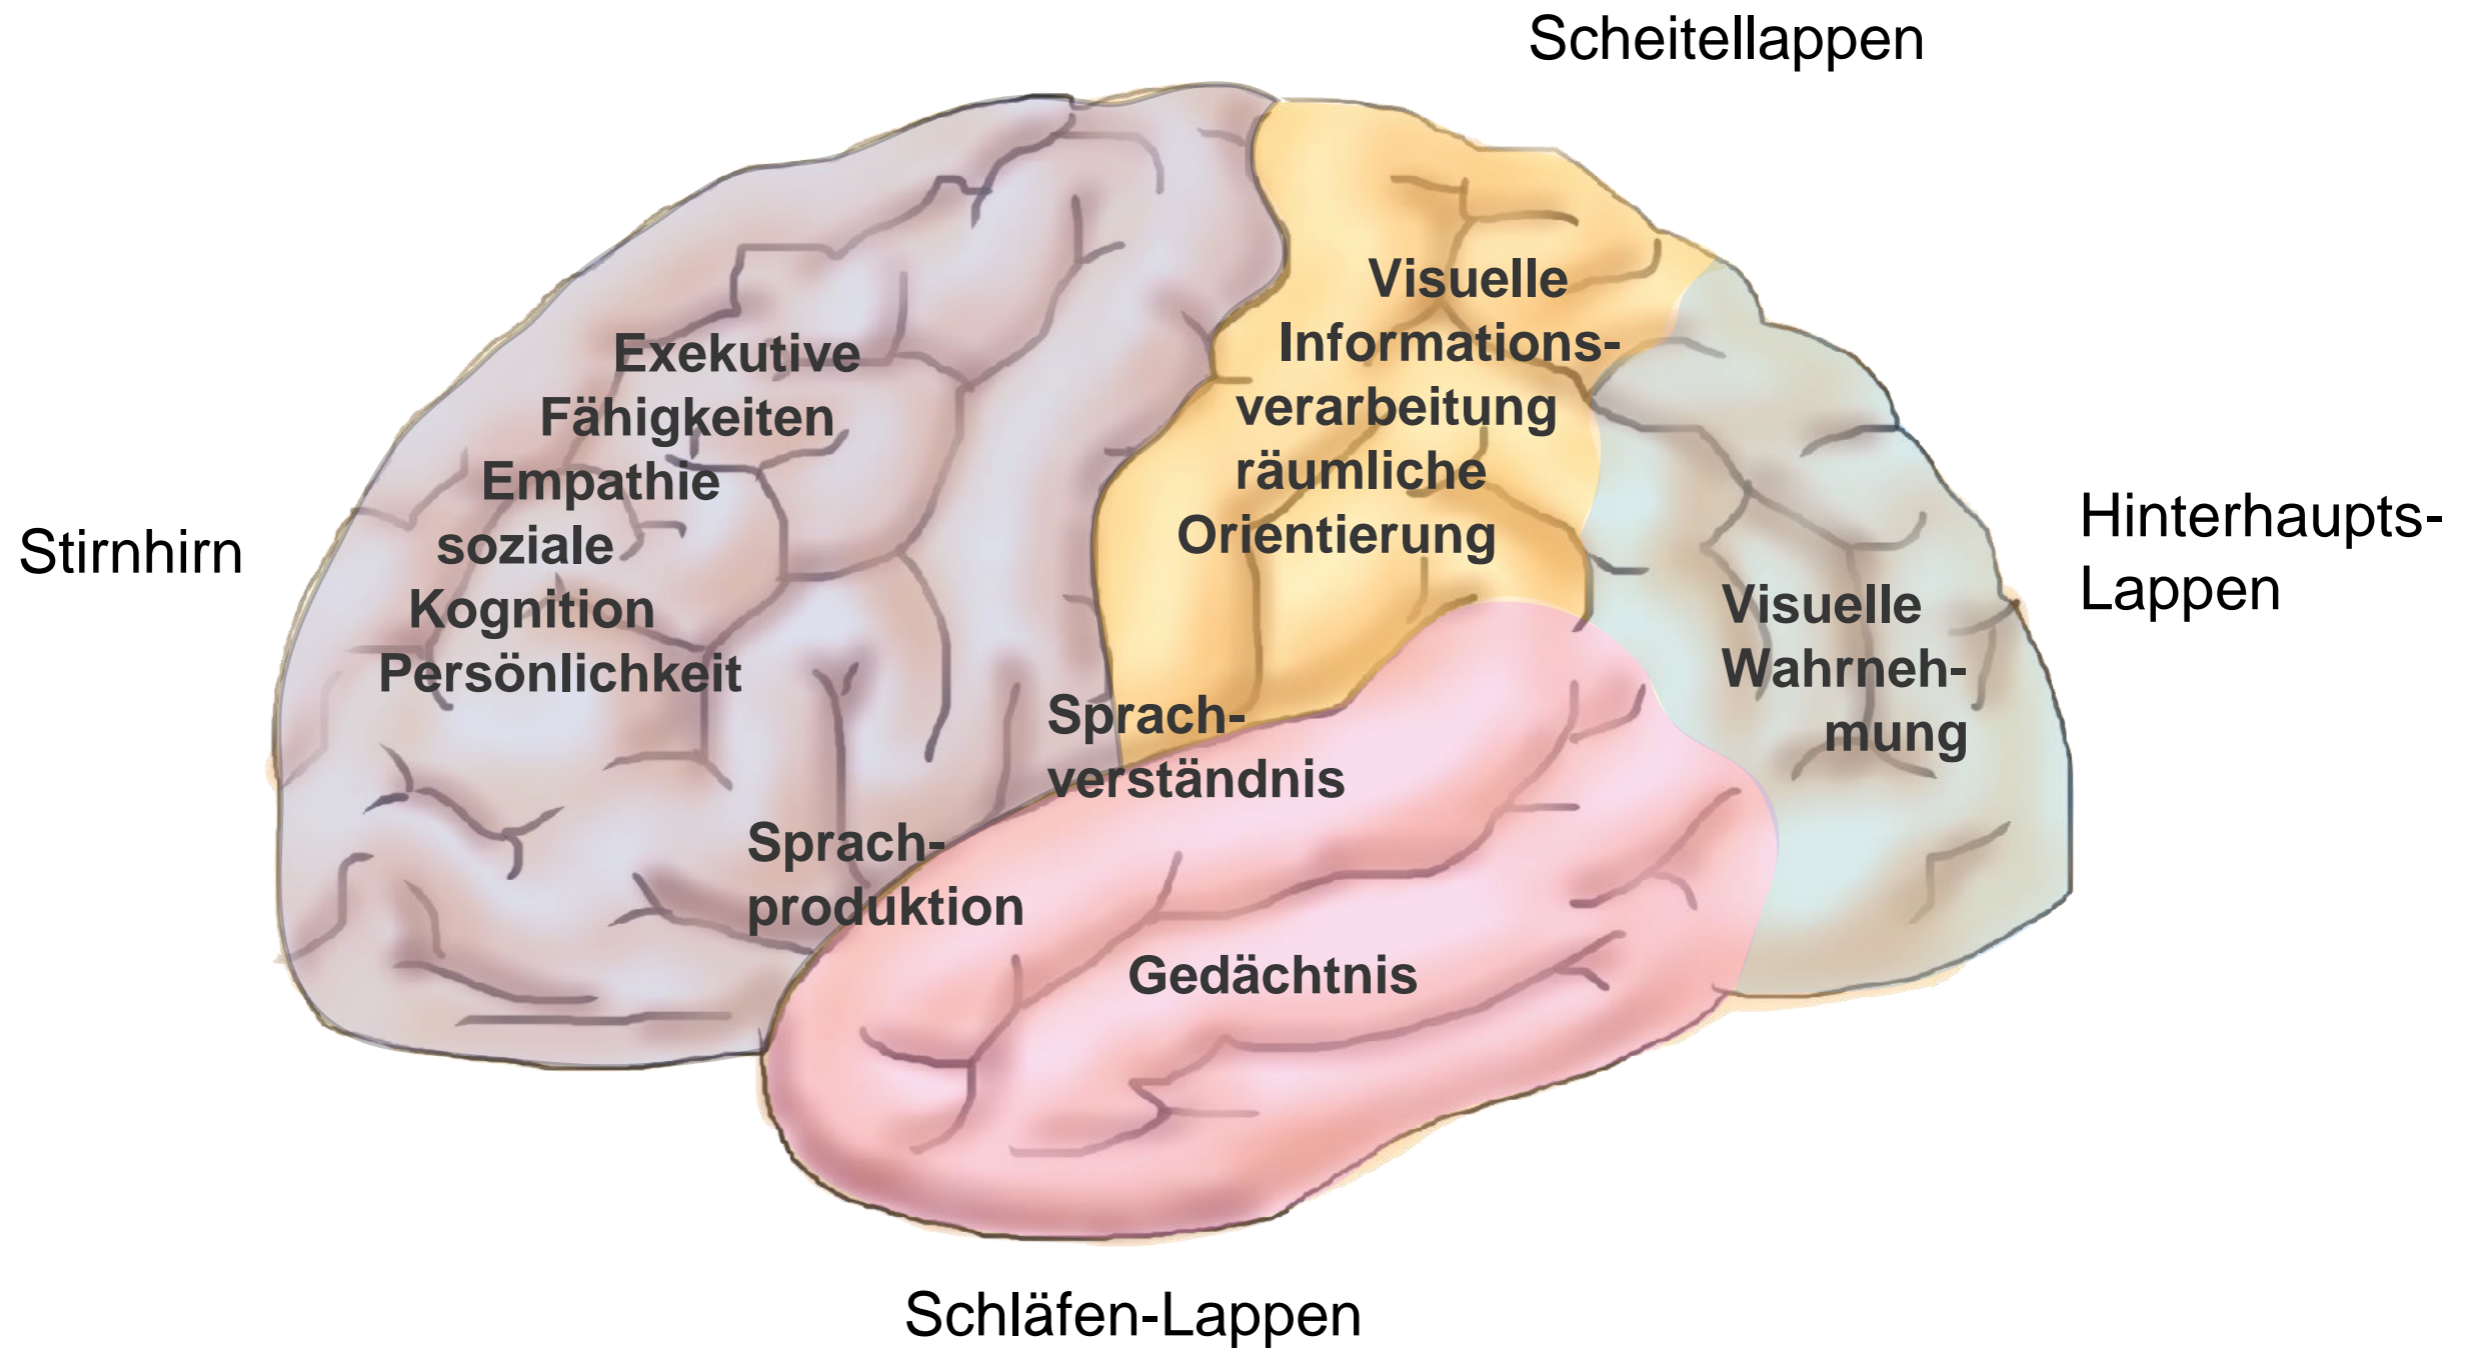 Scheitellappen
Stirnhirn
Exekutive
Fähigkeiten
Empathie
soziale
Kognition
Persönlichkeit
Visuelle
Informations-
verarbeitung
räumliche
Orientierung
Hinterhaupts-
Lappen
Visuelle
Wahrneh-
mung
Sprach-
verständnis
Sprach-
produktion
Gedächtnis
Schläfen-Lappen